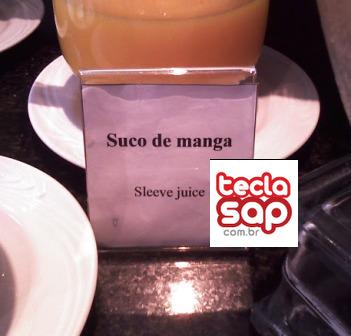 Suco de manga
Sleeve juice
tecla
sap
com.br